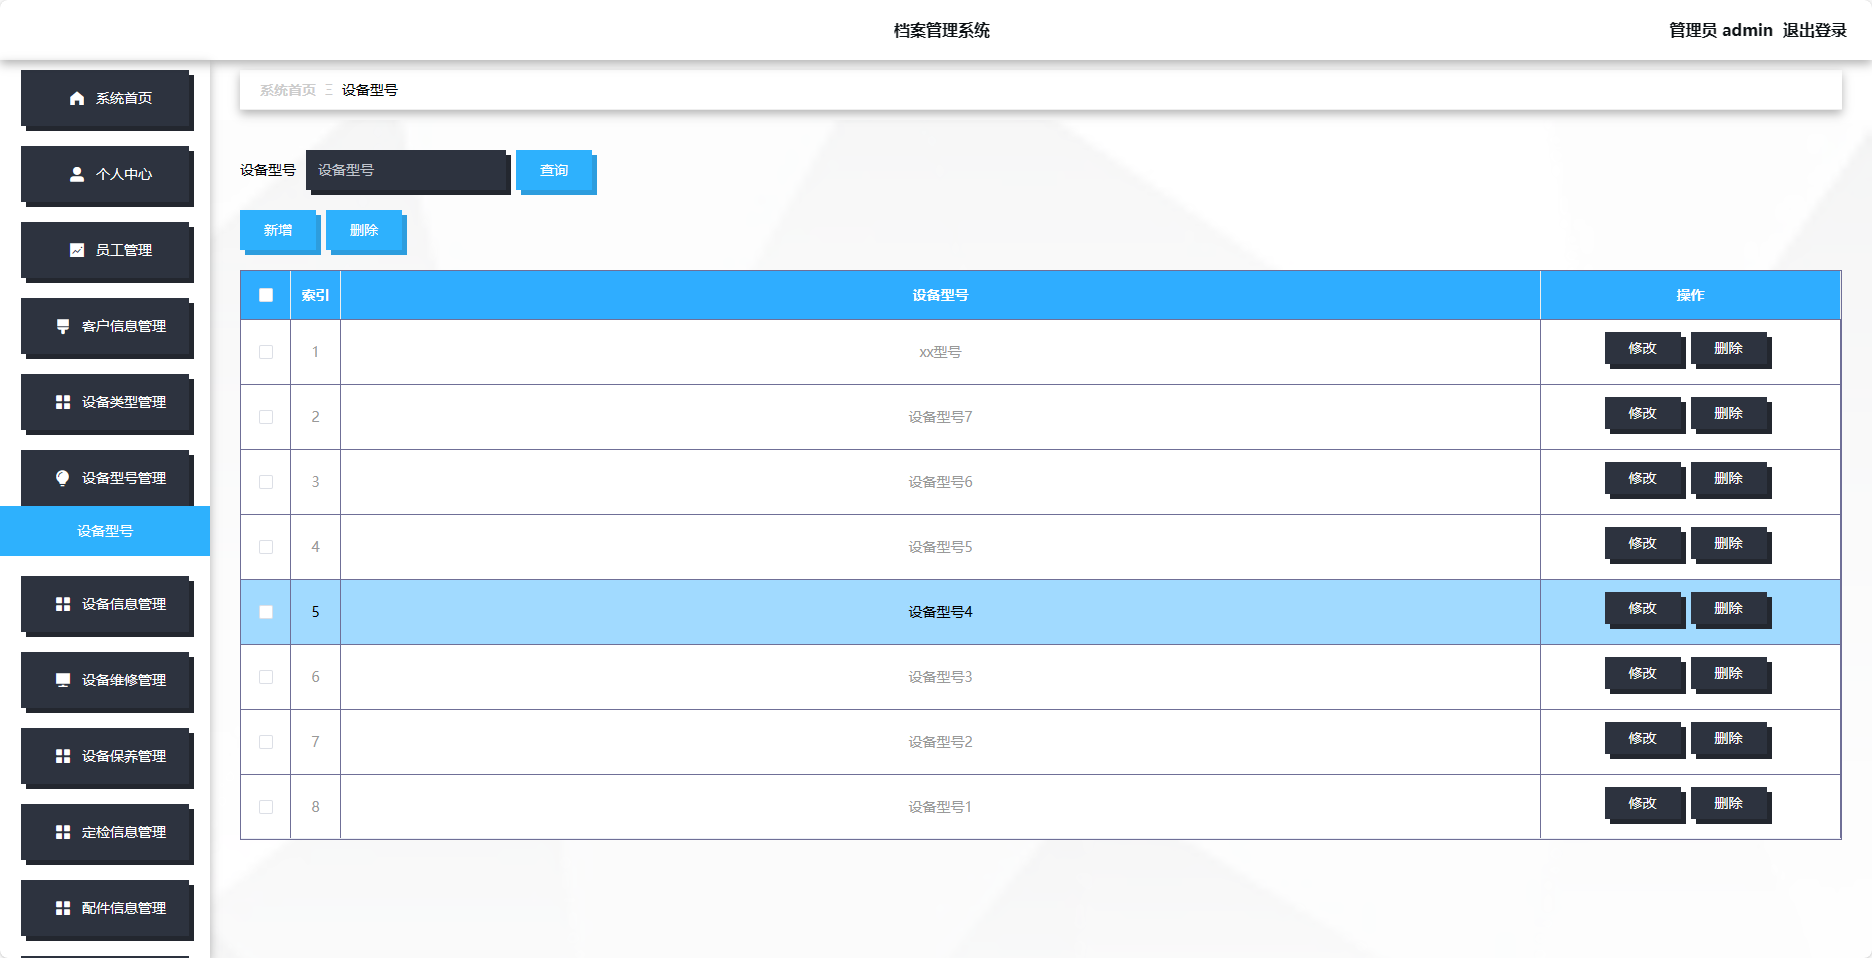 档案管理系统
管理员 admin 退出登录
系统首页
个人中心
员工管理
客户信息管理
设备类型管理
设备型号管理
设备型号
设备信息管理
设备维修管理
设备保养管理
定检信息管理
配件信息管理
系统首页 Ξ 设备型号
设备型号 设备型号 查询
新增 删除
索引 设备型号 操作
1 xx型号 修改 删除
2 设备型号7 修改 删除
3 设备型号6 修改 删除
4 设备型号5 修改 删除
5 设备型号4 修改 删除
6 设备型号3 修改 删除
7 设备型号2 修改 删除
8 设备型号1 修改 删除